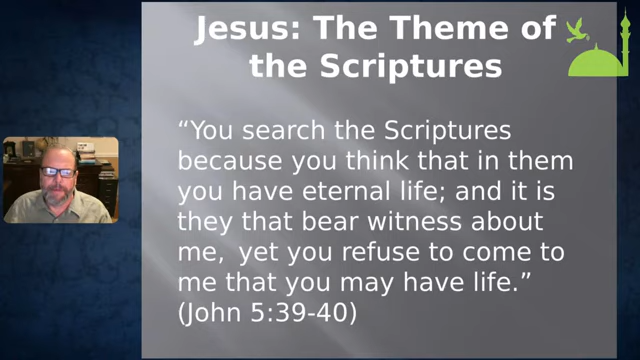 Jesus: The Theme of
the Scriptures
“You search the Scriptures
because you think that in them
you have eternal life; and it is
they that bear witness about
me,  yet you refuse to come to
me that you may have life.”
(John 5:39-40)